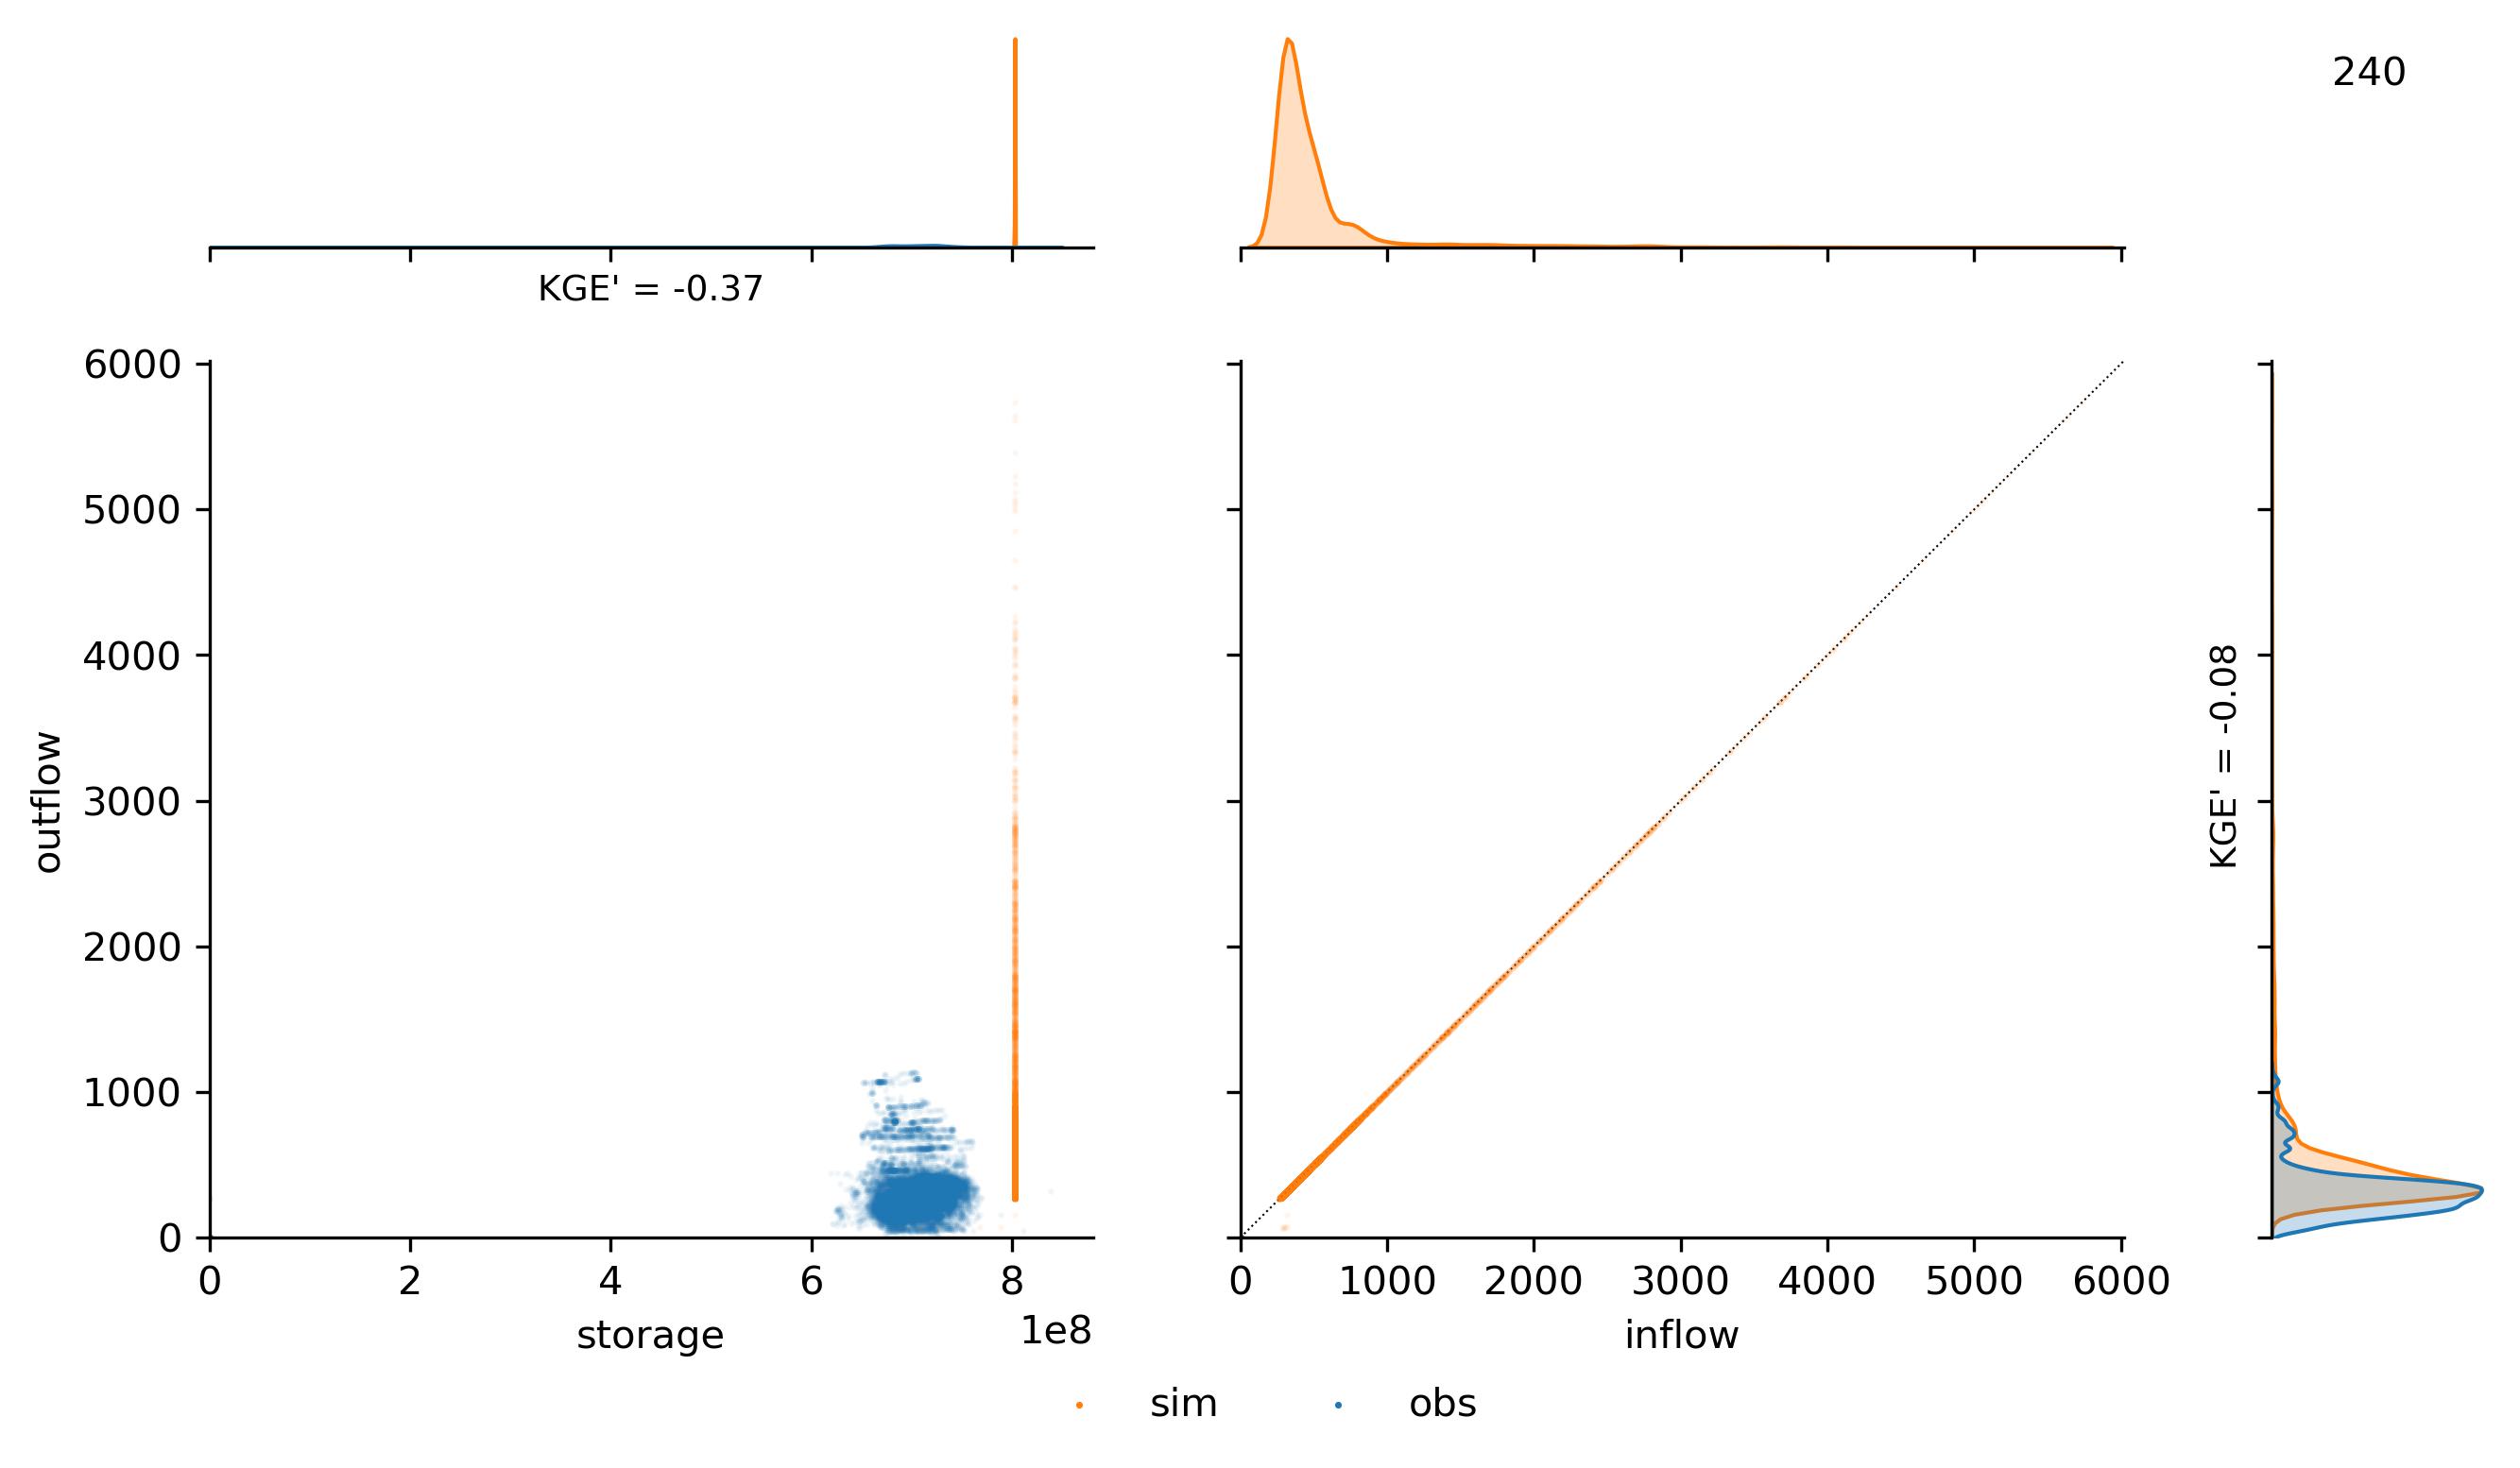 240
KGE' = -0.37
6000
5000
4000
3000
2000
1000
0
outflow
KGE' = -0.08
0 2 4 6 8
1e8
storage
0 1000 2000 3000 4000 5000 6000
inflow
sim obs